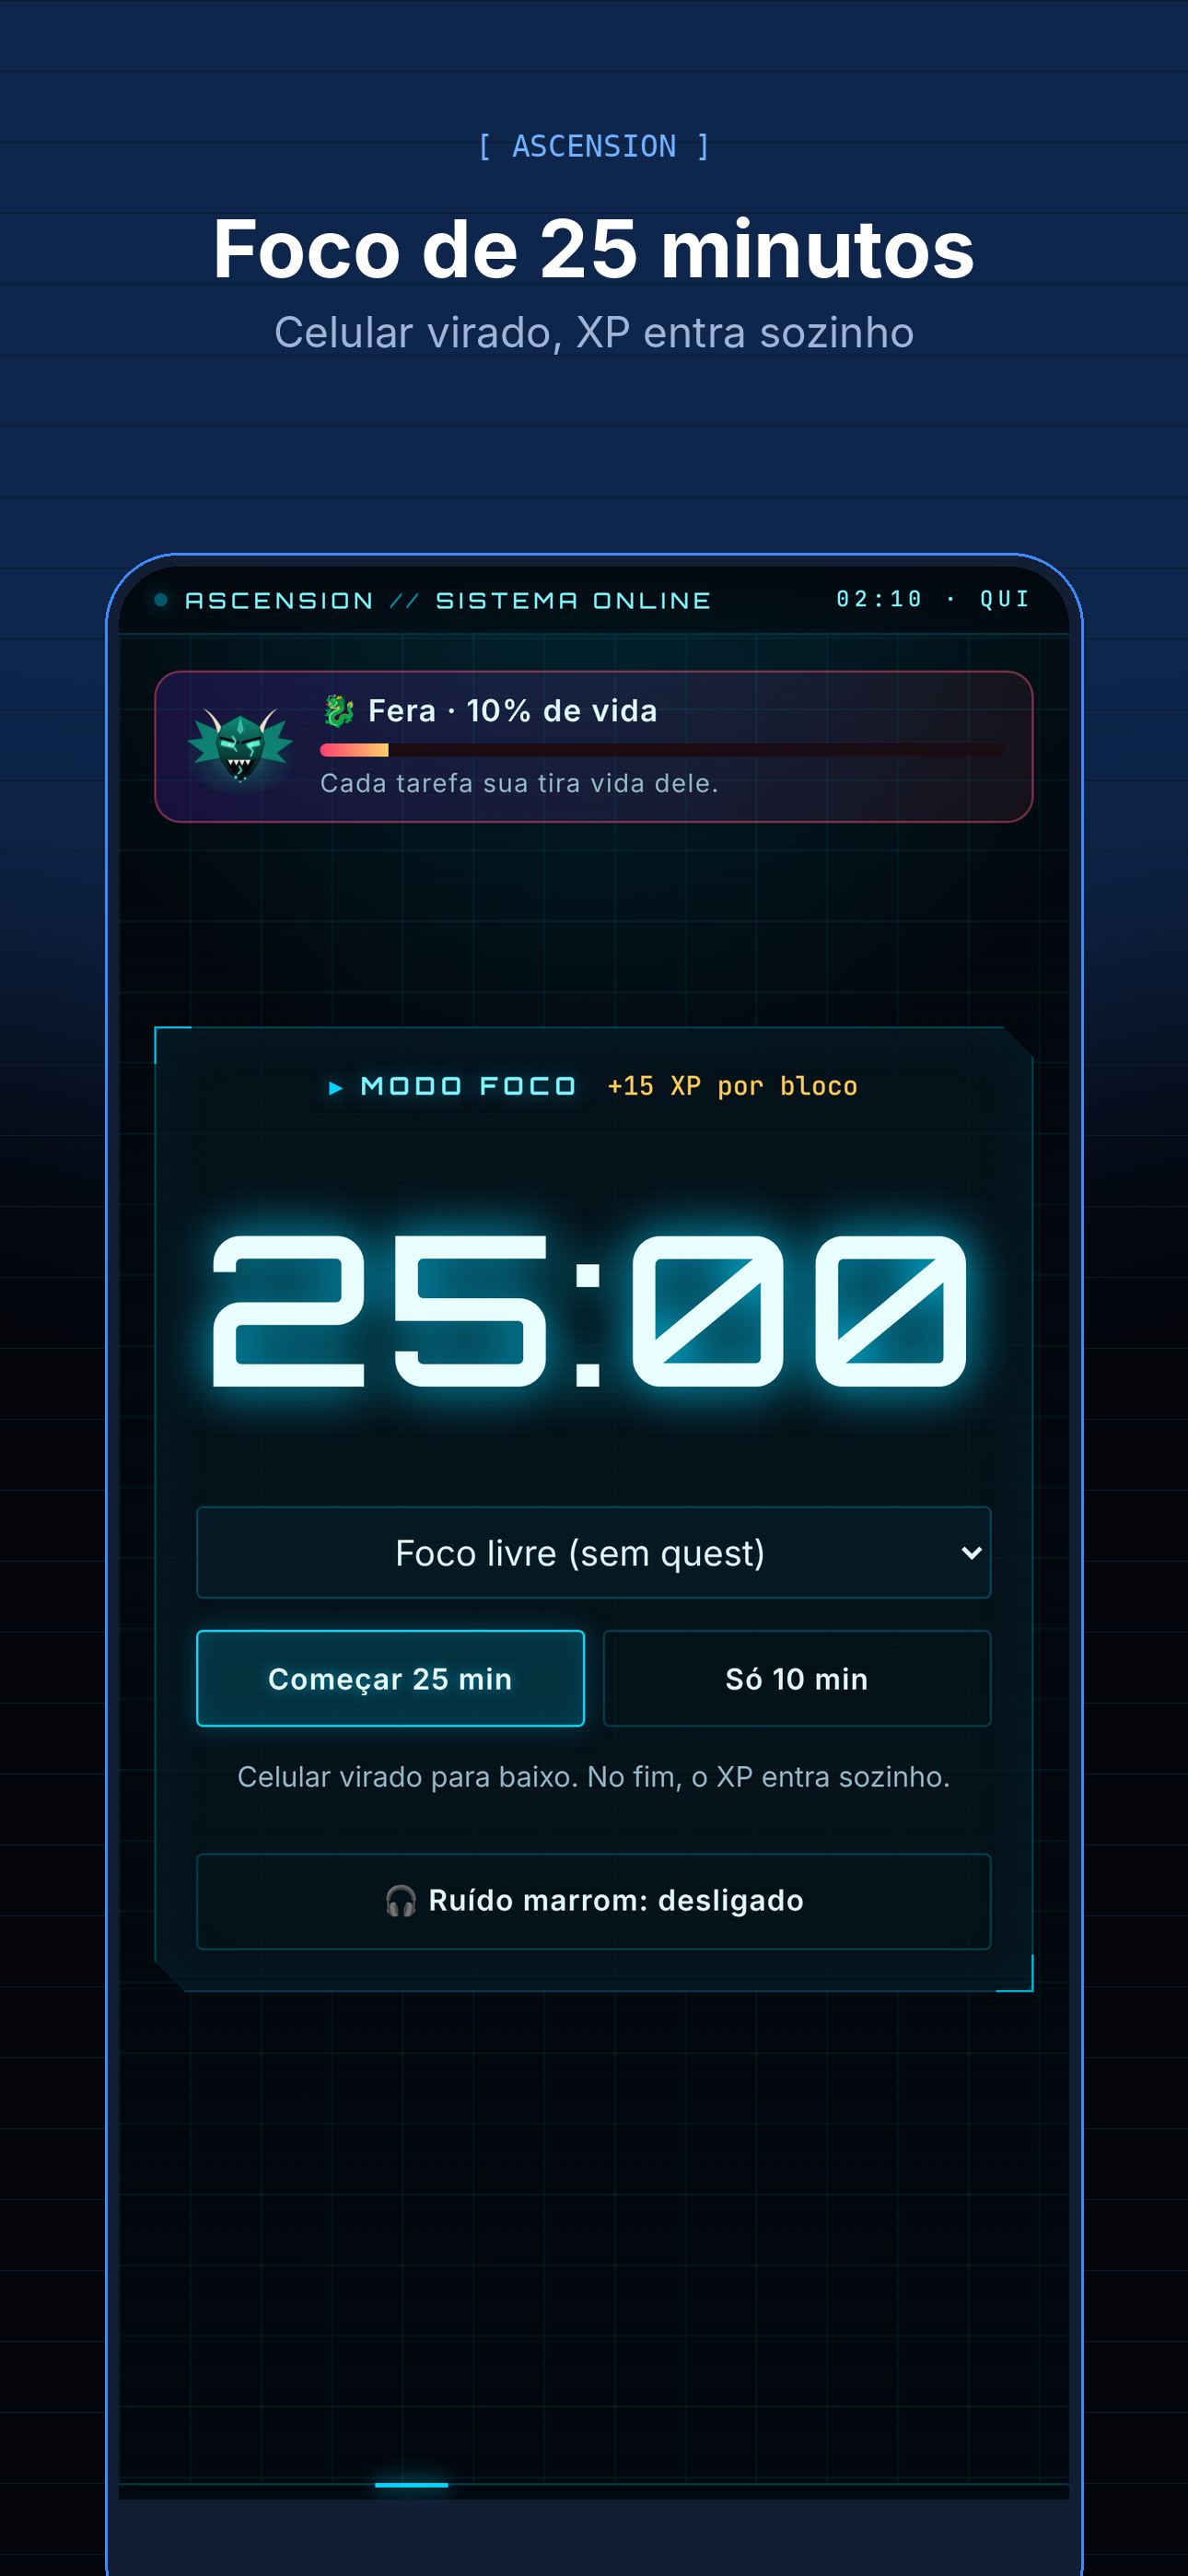 [ ASCENSION ]
Foco de 25 minutos
Celular virado, XP entra sozinho
ASCENSION // SISTEMA ONLINE
02:10 · QUI
🐉 Fera · 10% de vida
Cada tarefa sua tira vida dele.
▶ MODO FOCO +15 XP por bloco
25:00
Foco livre (sem quest)
Começar 25 min
Só 10 min
Celular virado para baixo. No fim, o XP entra sozinho.
🎧 Ruído marrom: desligado